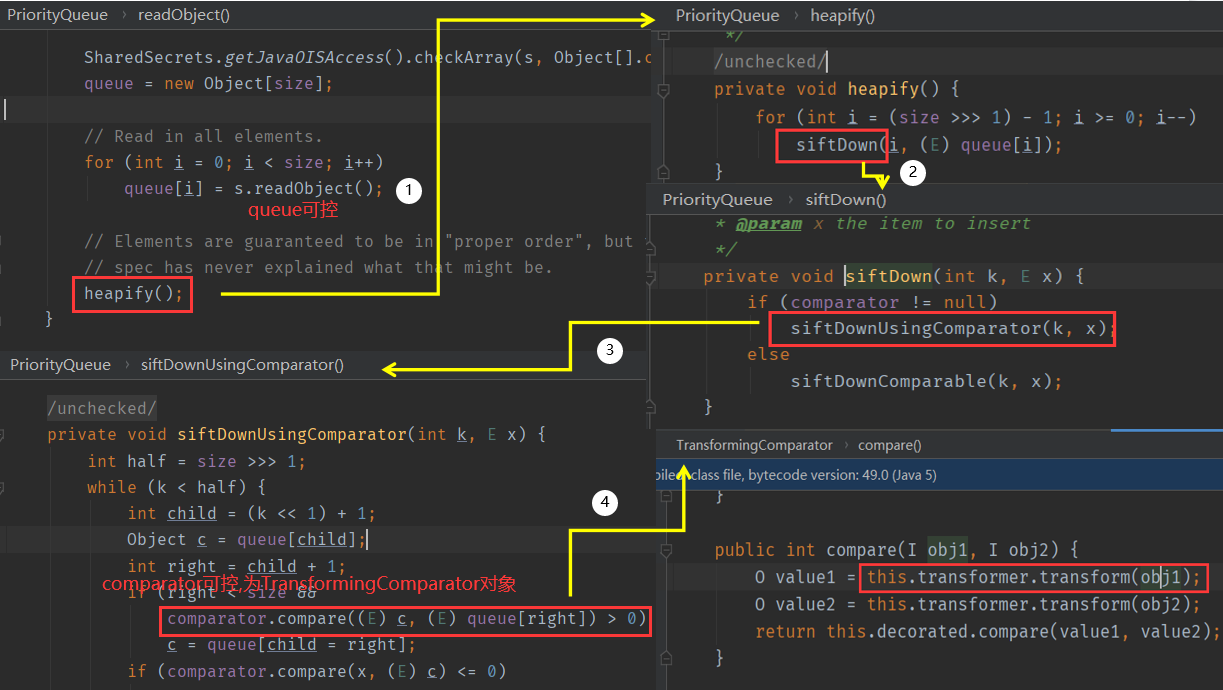 PriorityQueue › readObject()
SharedSecrets.getJavaOISAccess().checkArray(s, Object[].c
queue = new Object[size];
// Read in all elements.
for (int i = 0; i < size; i++)
queue[i] = s.readObject();
1
queue可控
// Elements are guaranteed to be in "proper order", but
// spec has never explained what that might be.
heapify();
}
PriorityQueue › heapify()
*/
/unchecked/
private void heapify() {
for (int i = (size >>> 1) - 1; i >= 0; i--)
siftDown(i, (E) queue[i]);
}
2
PriorityQueue › siftDown()
* @param x the item to insert
*/
private void siftDown(int k, E x) {
if (comparator != null)
siftDownUsingComparator(k, x);
else
siftDownComparable(k, x);
}
3
PriorityQueue › siftDownUsingComparator()
/unchecked/
private void siftDownUsingComparator(int k, E x) {
int half = size >>> 1;
while (k < half) {
int child = (k << 1) + 1;
Object c = queue[child];
int right = child + 1;
comparator可控,为TransformingComparator对象
if (right < size &&
comparator.compare((E) c, (E) queue[right]) > 0)
c = queue[child = right];
if (comparator.compare(x, (E) c) <= 0)
4
TransformingComparator › compare()
piled .class file, bytecode version: 49.0 (Java 5)
}
public int compare(I obj1, I obj2) {
O value1 = this.transformer.transform(obj1);
O value2 = this.transformer.transform(obj2);
return this.decorated.compare(value1, value2);
}